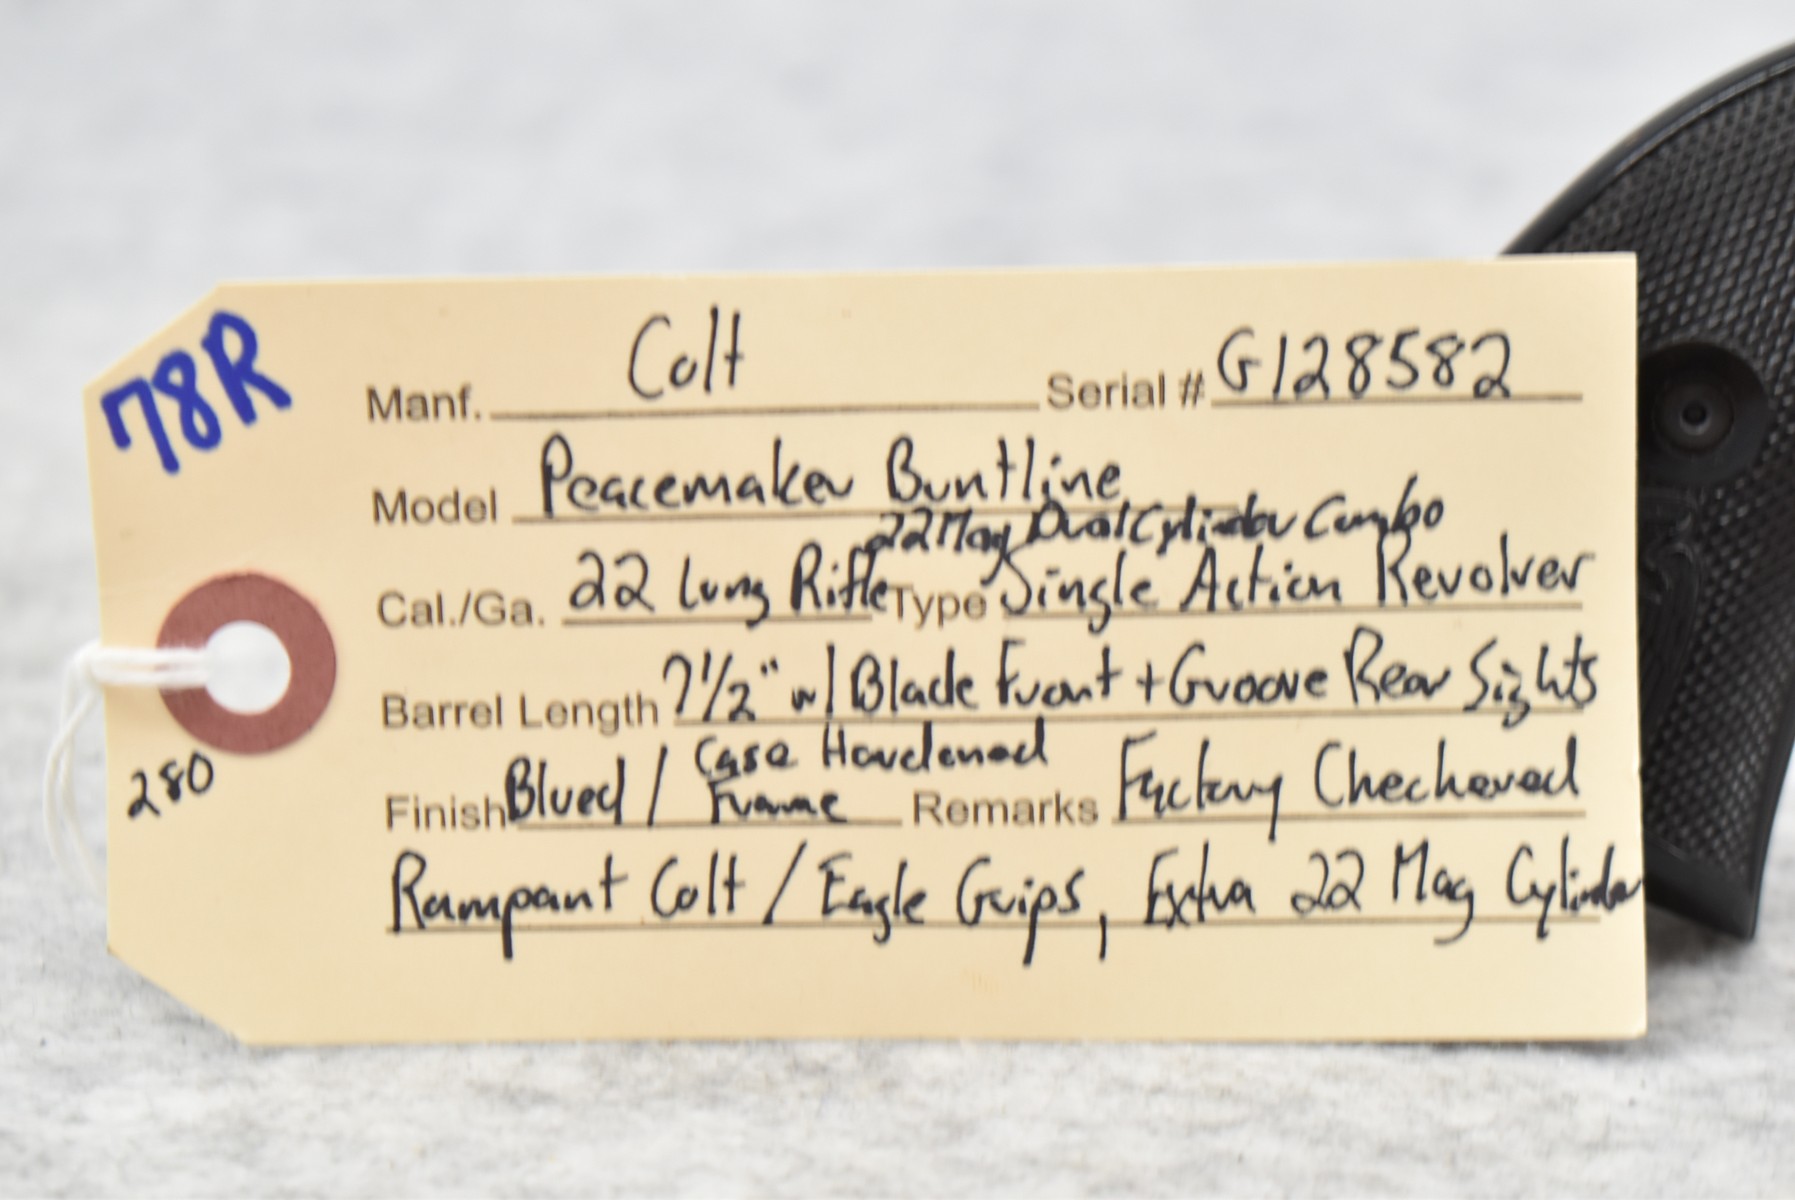 78R
Manf. Colt Serial # G128582
Model Peacemaker Buntline
22 Mag Dual Cylinder Combo
Cal./Ga. 22 Long Rifle Type Single Action Revolver
Barrel Length 7 1/2" w/ Blade Front + Groove Rear Sights
280
Finish Blued / Case Hardened Frame Remarks Factory Checkered
Rampant Colt / Eagle Grips, Extra 22 Mag Cylinder